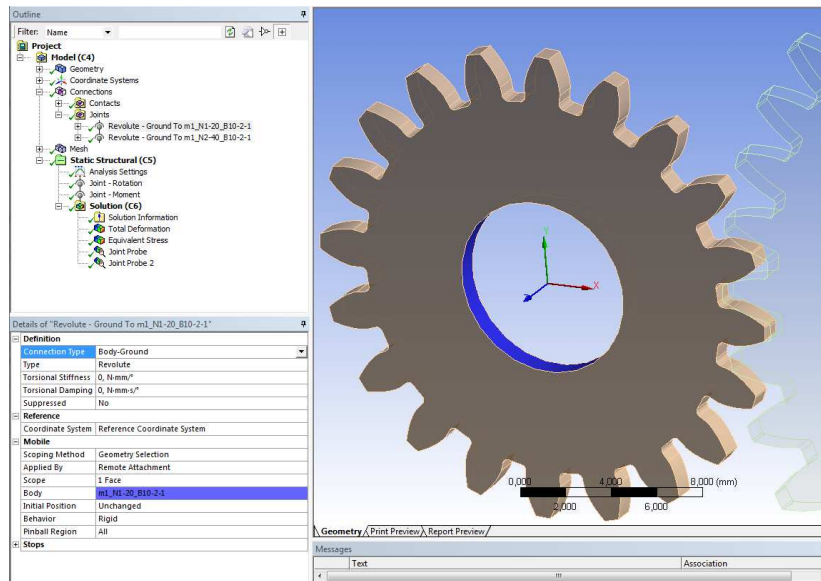 Outline
Filter: Name
Project
Model (C4)
Geometry
Coordinate Systems
Connections
Contacts
Joints
Revolute - Ground To m1_N1-20_B10-2-1
Revolute - Ground To m1_N2-40_B10-2-1
Mesh
Static Structural (C5)
Analysis Settings
Joint - Rotation
Joint - Moment
Solution (C6)
Solution Information
Total Deformation
Equivalent Stress
Joint Probe
Joint Probe 2
Details of "Revolute - Ground To m1_N1-20_B10-2-1"
Definition
Connection Type Body-Ground
Type Revolute
Torsional Stiffness 0, N·mm/°
Torsional Damping 0, N·mm·s/°
Suppressed No
Reference
Coordinate System Reference Coordinate System
Mobile
Scoping Method Geometry Selection
Applied By Remote Attachment
Scope 1 Face
Body m1_N1-20_B10-2-1
Initial Position Unchanged
Behavior Rigid
Pinball Region All
Stops
Y
X
0,000 4,000 8,000 (mm)
2,000 6,000
Geometry Print Preview Report Preview
Messages
Text Association